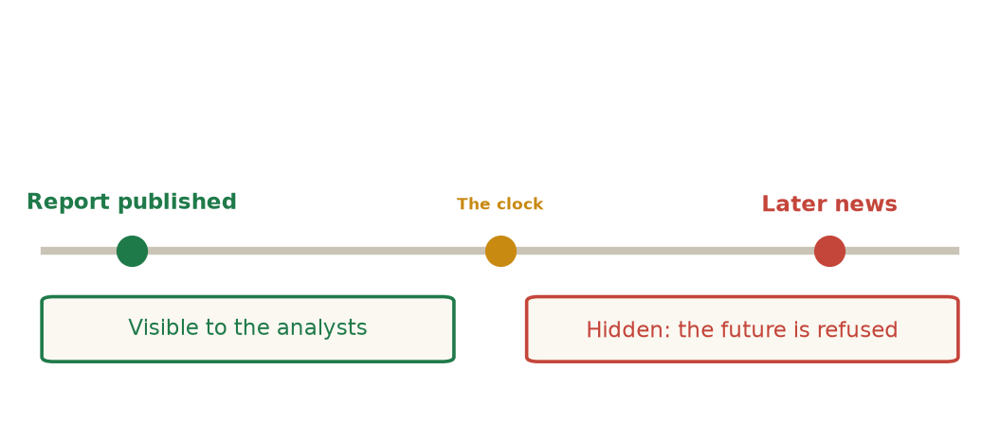 Report published
The clock
Later news
Visible to the analysts
Hidden: the future is refused